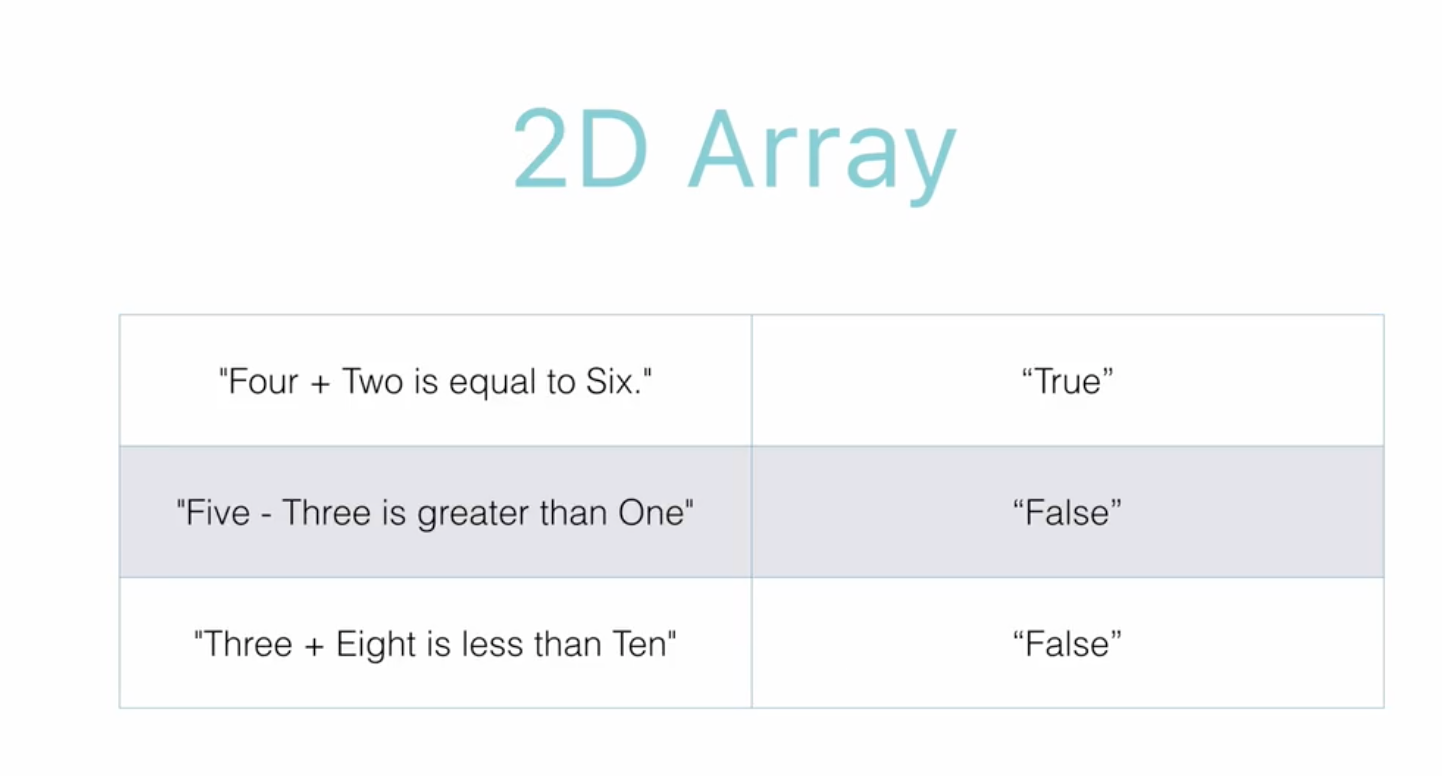 2D Array
"Four + Two is equal to Six."
“True”
"Five - Three is greater than One"
“False”
"Three + Eight is less than Ten"
“False”